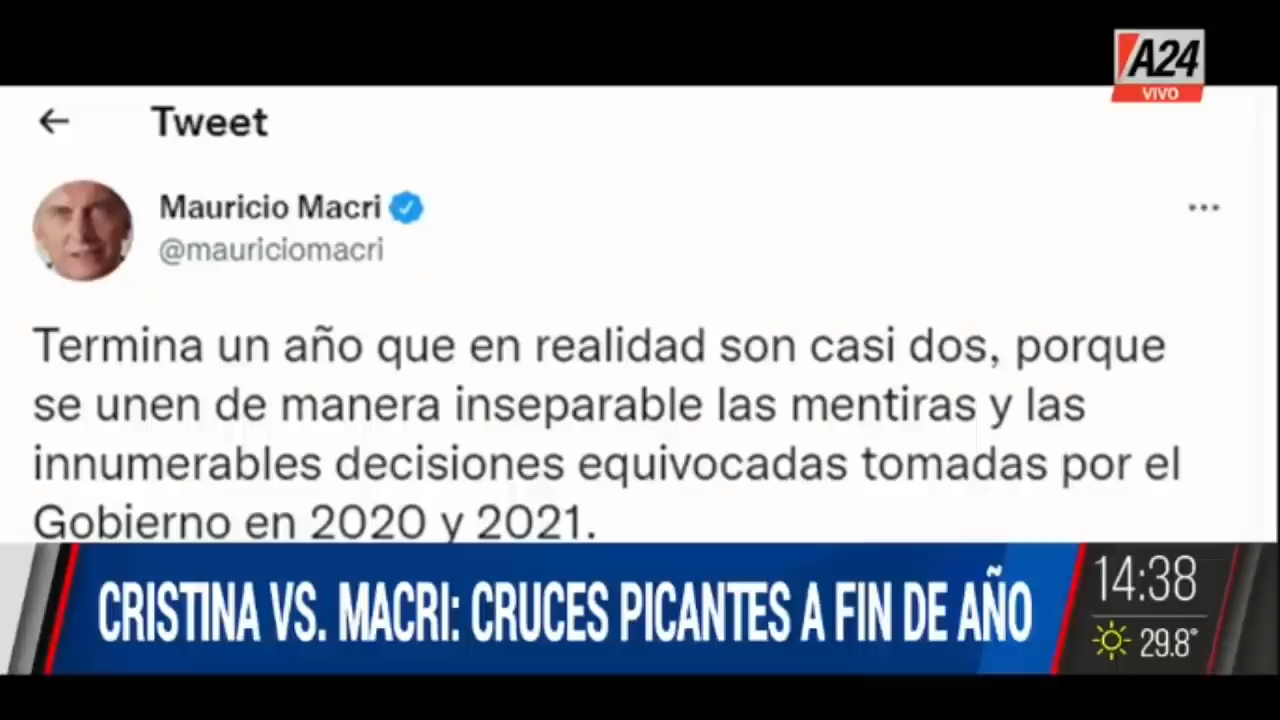 A24
VIVO
Tweet
Mauricio Macri
@mauriciomacri
Termina un año que en realidad son casi dos, porque
se unen de manera inseparable las mentiras y las
innumerables decisiones equivocadas tomadas por el
Gobierno en 2020 y 2021.
CRISTINA VS. MACRI: CRUCES PICANTES A FIN DE AÑO
14:38
29.8°